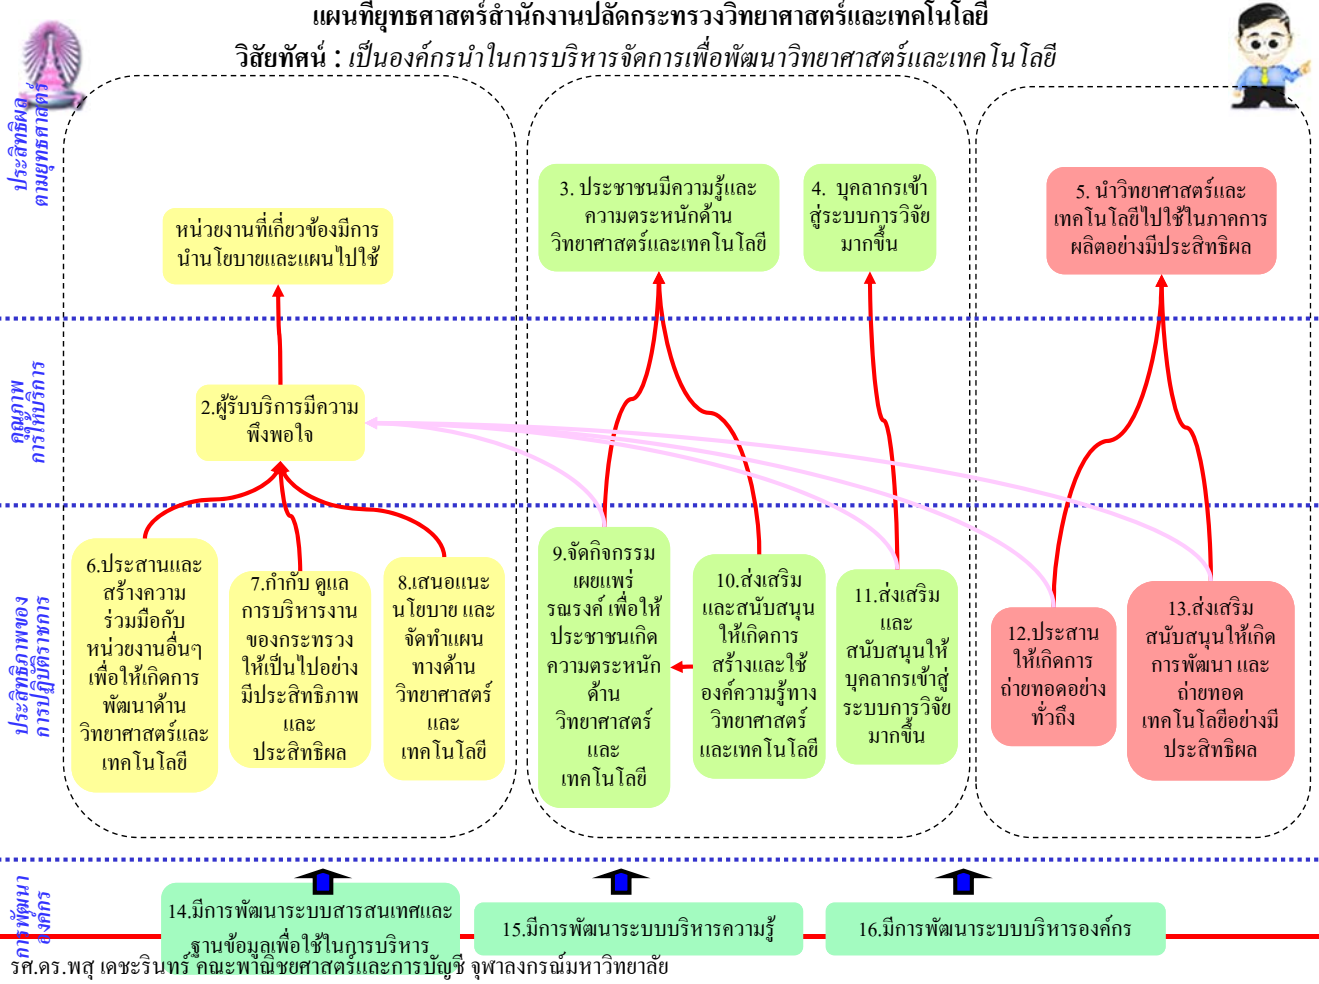 แผนที่ยุทธศาสตร์สำนักงานปลัดกระทรวงวิทยาศาสตร์และเทคโนโลยี
วิสัยทัศน์ : เป็นองค์กรนำในการบริหารจัดการเพื่อพัฒนาวิทยาศาสตร์และเทคโนโลยี
ประสิทธิผล
ตามยุทธศาสตร์
หน่วยงานที่เกี่ยวข้องมีการ
นำนโยบายและแผนไปใช้
3. ประชาชนมีความรู้และ
ความตระหนักด้าน
วิทยาศาสตร์และเทคโนโลยี
4. บุคลากรเข้า
สู่ระบบการวิจัย
มากขึ้น
5. นำวิทยาศาสตร์และ
เทคโนโลยีไปใช้ในภาคการ
ผลิตอย่างมีประสิทธิผล
คุณภาพ
การให้บริการ
2.ผู้รับบริการมีความ
พึงพอใจ
ประสิทธิภาพของ
การปฏิบัติราชการ
6.ประสานและ
สร้างความ
ร่วมมือกับ
หน่วยงานอื่นๆ
เพื่อให้เกิดการ
พัฒนาด้าน
วิทยาศาสตร์และ
เทคโนโลยี
7.กำกับ ดูแล
การบริหารงาน
ของกระทรวง
ให้เป็นไปอย่าง
มีประสิทธิภาพ
และ
ประสิทธิผล
8.เสนอแนะ
นโยบาย และ
จัดทำแผน
ทางด้าน
วิทยาศาสตร์
และ
เทคโนโลยี
9.จัดกิจกรรม
เผยแพร่
รณรงค์ เพื่อให้
ประชาชนเกิด
ความตระหนัก
ด้าน
วิทยาศาสตร์
และ
เทคโนโลยี
10.ส่งเสริม
และสนับสนุน
ให้เกิดการ
สร้างและใช้
องค์ความรู้ทาง
วิทยาศาสตร์
และเทคโนโลยี
11.ส่งเสริม
และ
สนับสนุนให้
บุคลากรเข้าสู่
ระบบการวิจัย
มากขึ้น
12.ประสาน
ให้เกิดการ
ถ่ายทอดอย่าง
ทั่วถึง
13.ส่งเสริม
สนับสนุนให้เกิด
การพัฒนา และ
ถ่ายทอด
เทคโนโลยีอย่างมี
ประสิทธิผล
การพัฒนา
องค์กร
14.มีการพัฒนาระบบสารสนเทศและ
ฐานข้อมูลเพื่อใช้ในการบริหาร
15.มีการพัฒนาระบบบริหารความรู้
16.มีการพัฒนาระบบบริหารองค์กร
รศ.ดร.พสุ เดชะรินทร์ คณะพาณิชยศาสตร์และการบัญชี จุฬาลงกรณ์มหาวิทยาลัย